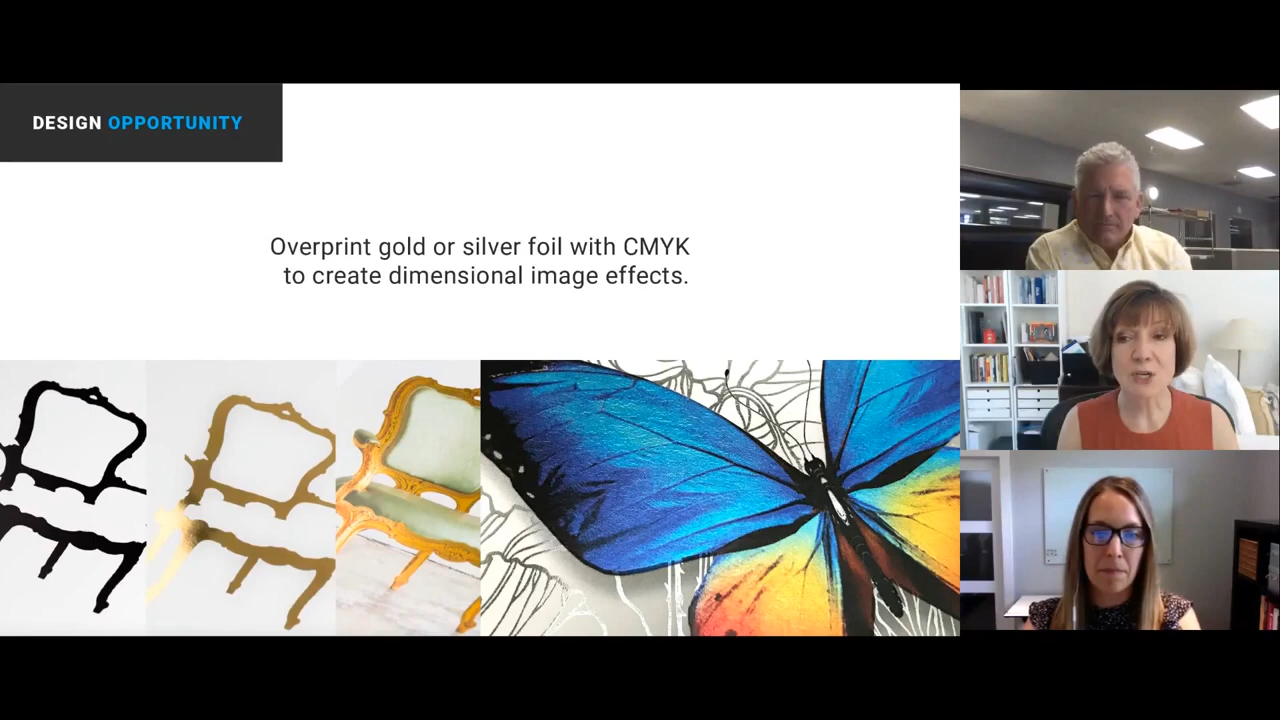 DESIGN OPPORTUNITY
Overprint gold or silver foil with CMYK
to create dimensional image effects.